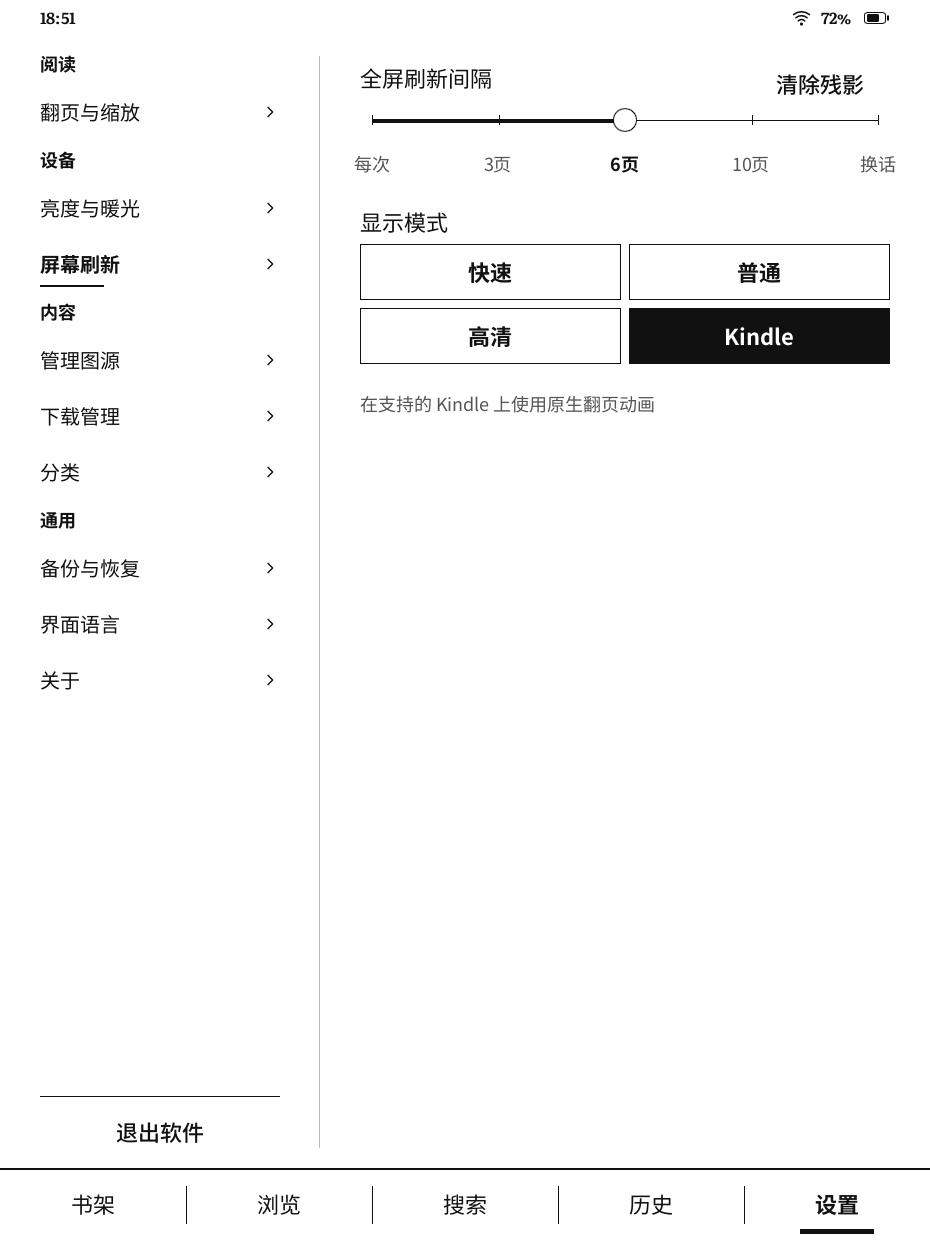 18:51
72%
阅读
翻页与缩放
设备
亮度与暖光
屏幕刷新
内容
管理图源
下载管理
分类
通用
备份与恢复
界面语言
关于
退出软件
全屏刷新间隔
清除残影
每次 3页 6页 10页 换话
显示模式
快速 普通
高清 Kindle
在支持的 Kindle 上使用原生翻页动画
书架 浏览 搜索 历史 设置